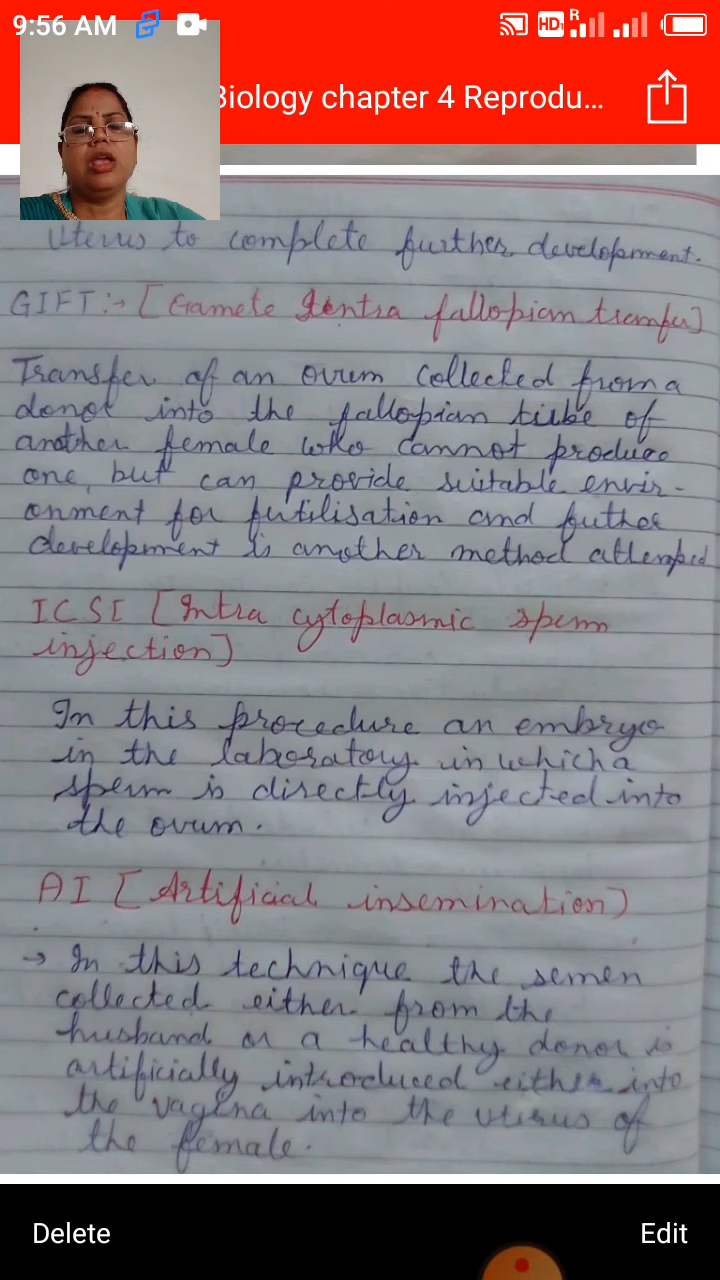 9:56 AM HD R
Biology chapter 4 Reprodu...
Uterus to complete further development.
GIFT:→ [Gamete Intra fallopian transfer]
Transfer of an ovum collected from a
donot into the fallopian tube of
another female who cannot produce
one, but can provide suitable envir-
onment for futilisation and futher
development is another method attempted
ICSI [Intra cytoplasmic sperm
injection]
In this procedure an embryo
in the laboratory in which a
sperm is directly injected into
the ovum.
AI [Artificial insemination]
→ In this technique the semen
collected either from the
husband or a healthy donor is
artificially introduced either into
the vagina into the uterus of
the female.
Delete Edit